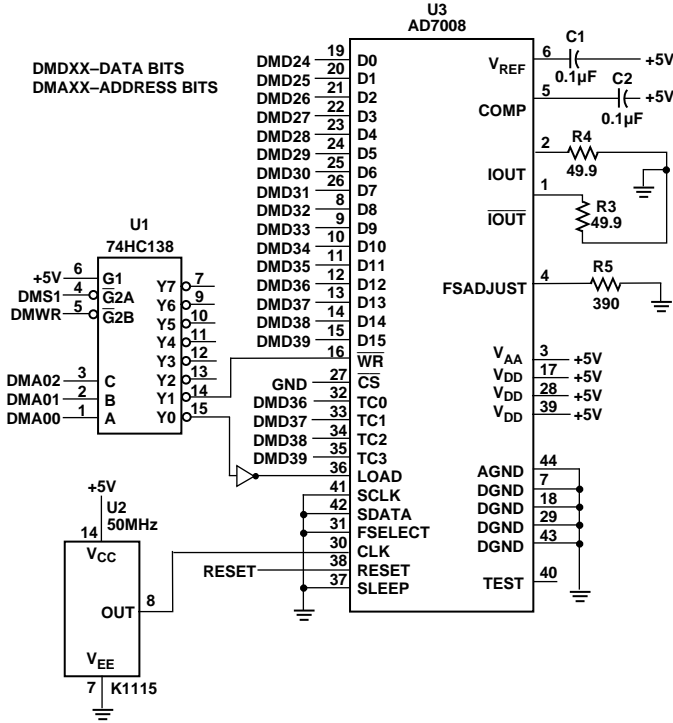 U3
AD7008
DMDXX–DATA BITS
DMAXX–ADDRESS BITS
U1
74HC138
+5V 6 G1
DMS1 4 G2A
DMWR 5 G2B
DMA02 3 C
DMA01 2 B
DMA00 1 A
Y7 7
Y6 9
Y5 10
Y4 11
Y3 12
Y2 13
Y1 14
Y0 15
+5V
U2
50MHz
14
VCC
OUT 8
VEE
7 K1115
DMD24 19 D0
DMD25 20 D1
DMD26 21 D2
DMD27 22 D3
DMD28 23 D4
DMD29 24 D5
DMD30 25 D6
DMD31 26 D7
DMD32 8 D8
DMD33 9 D9
DMD34 10 D10
DMD35 11 D11
DMD36 12 D12
DMD37 13 D13
DMD38 14 D14
DMD39 15 D15
16 WR
GND 27 CS
DMD36 32 TC0
DMD37 33 TC1
DMD38 34 TC2
DMD39 35 TC3
36 LOAD
41 SCLK
42 SDATA
31 FSELECT
30 CLK
RESET 38 RESET
37 SLEEP
VREF 6 C1 0.1µF +5V
COMP 5 C2 0.1µF +5V
IOUT 2 R4 49.9
IOUT 1 R3 49.9
FSADJUST 4 R5 390
VAA 3 +5V
VDD 17 +5V
VDD 28 +5V
VDD 39 +5V
AGND 44
DGND 7
DGND 18
DGND 29
DGND 43
TEST 40